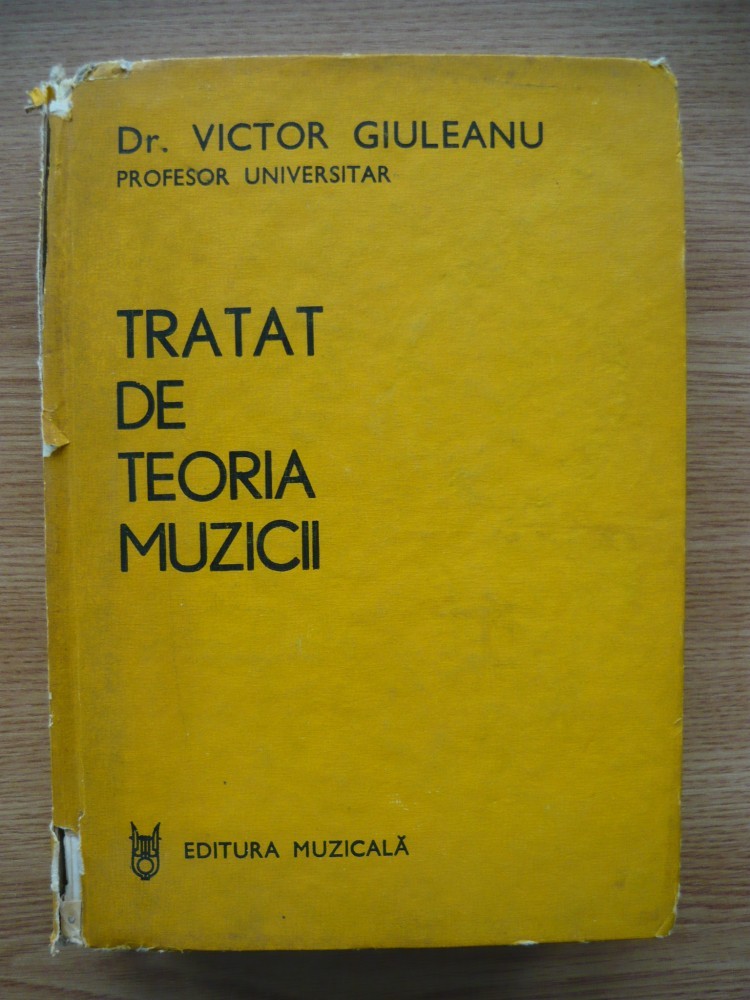 Dr. VICTOR GIULEANU
PROFESOR UNIVERSITAR
TRATAT
DE
TEORIA
MUZICII
EDITURA MUZICALĂ